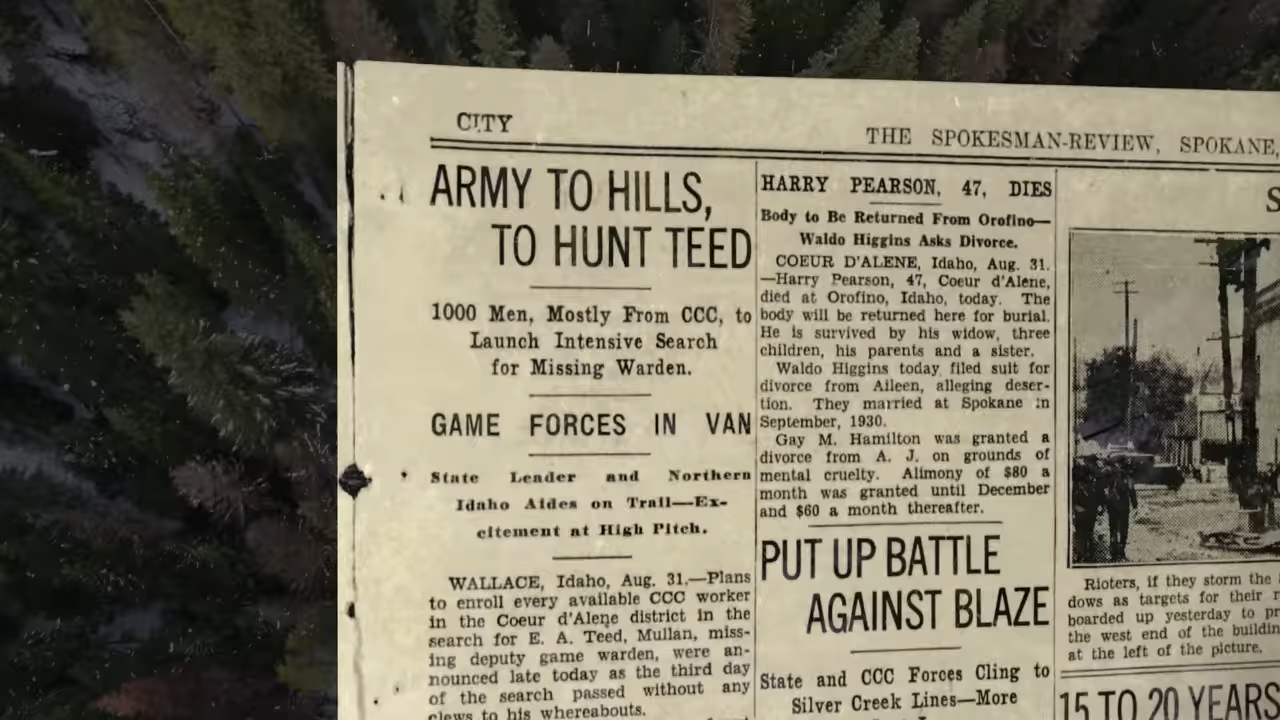 CITY
THE SPOKESMAN-REVIEW, SPOKANE,
ARMY TO HILLS,
TO HUNT TEED
1000 Men, Mostly From CCC, to
Launch Intensive Search
for Missing Warden.
GAME FORCES IN VAN
State Leader and Northern
Idaho Aides on Trail—Ex-
citement at High Pitch.
WALLACE, Idaho, Aug. 31.—Plans
to enroll every available CCC worker
in the Coeur d'Alene district in the
search for E. A. Teed, Mullan, miss-
ing deputy game warden, were an-
nounced late today as the third day
of the search passed without any
clews to his whereabouts.
HARRY PEARSON, 47, DIES
Body to Be Returned From Orofino—
Waldo Higgins Asks Divorce.
COEUR D'ALENE, Idaho, Aug. 31.
—Harry Pearson, 47, Coeur d'Alene,
died at Orofino, Idaho, today. The
body will be returned here for burial.
He is survived by his widow, three
children, his parents and a sister.
Waldo Higgins today filed suit for
divorce from Aileen, alleging deser-
tion. They married at Spokane in
September, 1930.
Gay M. Hamilton was granted a
divorce from A. J. on grounds of
mental cruelty. Alimony of $80 a
month was granted until December
and $60 a month thereafter.
PUT UP BATTLE
AGAINST BLAZE
State and CCC Forces Cling to
Silver Creek Lines—More
S
Rioters, if they storm the
dows as targets for their
boarded up yesterday to
the west end of the
at the left of the picture.
15 TO 20 YEARS